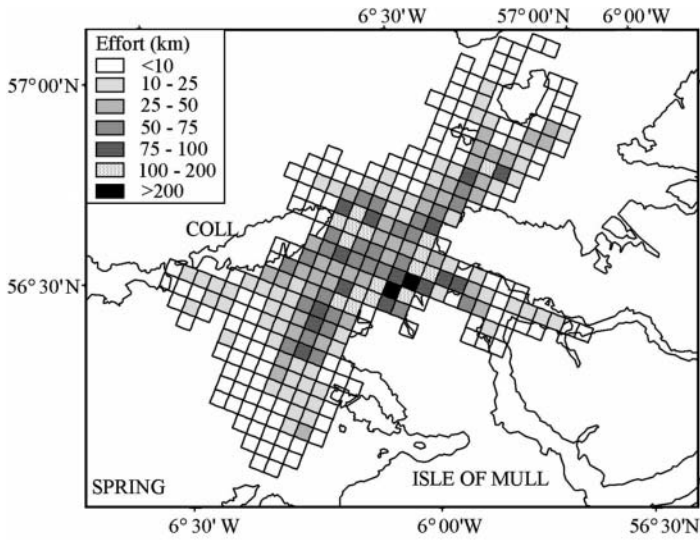 6°30'W 57°00'N 6°00'W
Effort (km)
<10
10 - 25
25 - 50
50 - 75
75 - 100
100 - 200
>200
57°00'N
COLL
56°30'N
ISLE OF MULL
SPRING
6°30'W 6°00'W 56°30'N